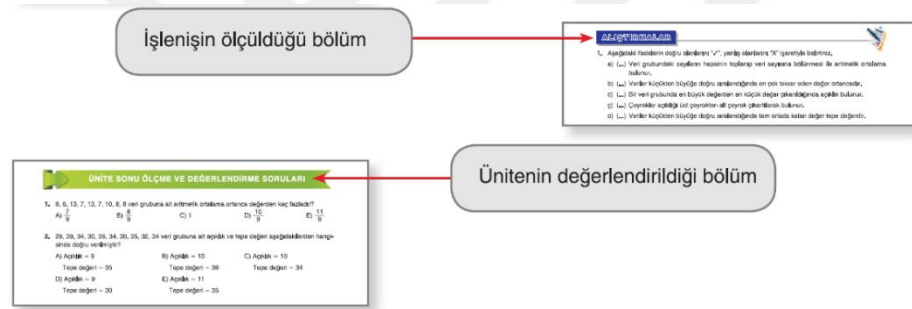 İşlenişin ölçüldüğü bölüm
ALIŞTIRMALAR
1. Aşağıdaki ifadelerin doğru olanlarını "✓", yanlış olanlarını "X" işaretiyle belirtiniz.
a) (...) Veri grubundaki sayıların hepsinin toplanıp veri sayısına bölünmesi ile aritmetik ortalama
bulunur.
b) (...) Veriler küçükten büyüğe doğru sıralandığında en çok tekrar eden değer ortancadır.
c) (...) Bir veri grubunda en büyük değerden en küçük değer çıkarıldığında açıklık bulunur.
ç) (...) Çeyrekler açıklığı üst çeyrekten alt çeyrek çıkartılarak bulunur.
d) (...) Veriler küçükten büyüğe doğru sıralandığında tam ortada kalan değer tepe değerdir.
ÜNİTE SONU ÖLÇME VE DEĞERLENDİRME SORULARI
Ünitenin değerlendirildiği bölüm
1. 8, 6, 13, 7, 13, 7, 10, 8, 8 veri grubuna ait aritmetik ortalama ortanca değerden kaç fazladır?
A) 7/9 B) 8/9 C) 1 D) 10/9 E) 11/9
2. 29, 39, 34, 30, 36, 34, 30, 35, 32, 34 veri grubuna ait açıklık ve tepe değeri aşağıdakilerden hangi-
sinde doğru verilmiştir?
A) Açıklık = 9 B) Açıklık = 10 C) Açıklık = 10
Tepe değeri = 35 Tepe değeri = 36 Tepe değeri = 34
D) Açıklık = 9 E) Açıklık = 11
Tepe değeri = 30 Tepe değeri = 35